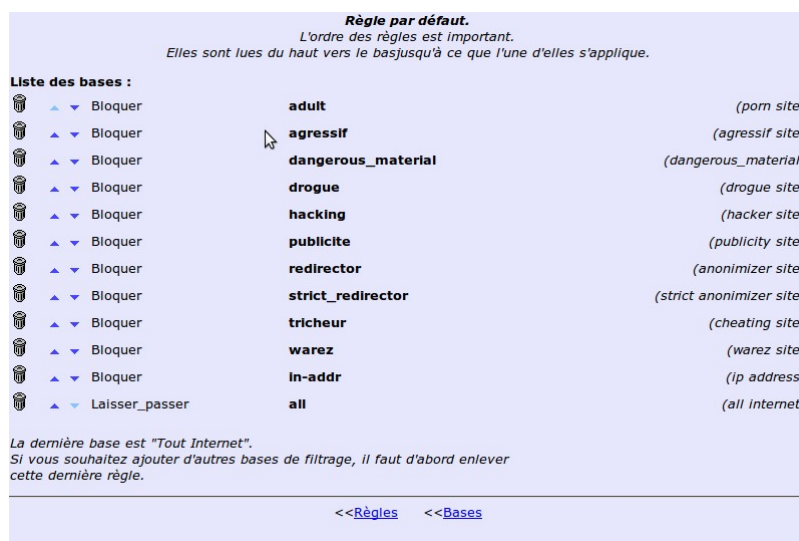 Règle par défaut.
L'ordre des règles est important.
Elles sont lues du haut vers le basjusqu'à ce que l'une d'elles s'applique.
Liste des bases :
Bloquer adult (porn site
Bloquer agressif (agressif site
Bloquer dangerous_material (dangerous_material
Bloquer drogue (drogue site
Bloquer hacking (hacker site
Bloquer publicite (publicity site
Bloquer redirector (anonimizer site
Bloquer strict_redirector (strict anonimizer site
Bloquer tricheur (cheating site
Bloquer warez (warez site
Bloquer in-addr (ip address
Laisser_passer all (all internet
La dernière base est "Tout Internet".
Si vous souhaitez ajouter d'autres bases de filtrage, il faut d'abord enlever
cette dernière règle.
<<Règles <<Bases